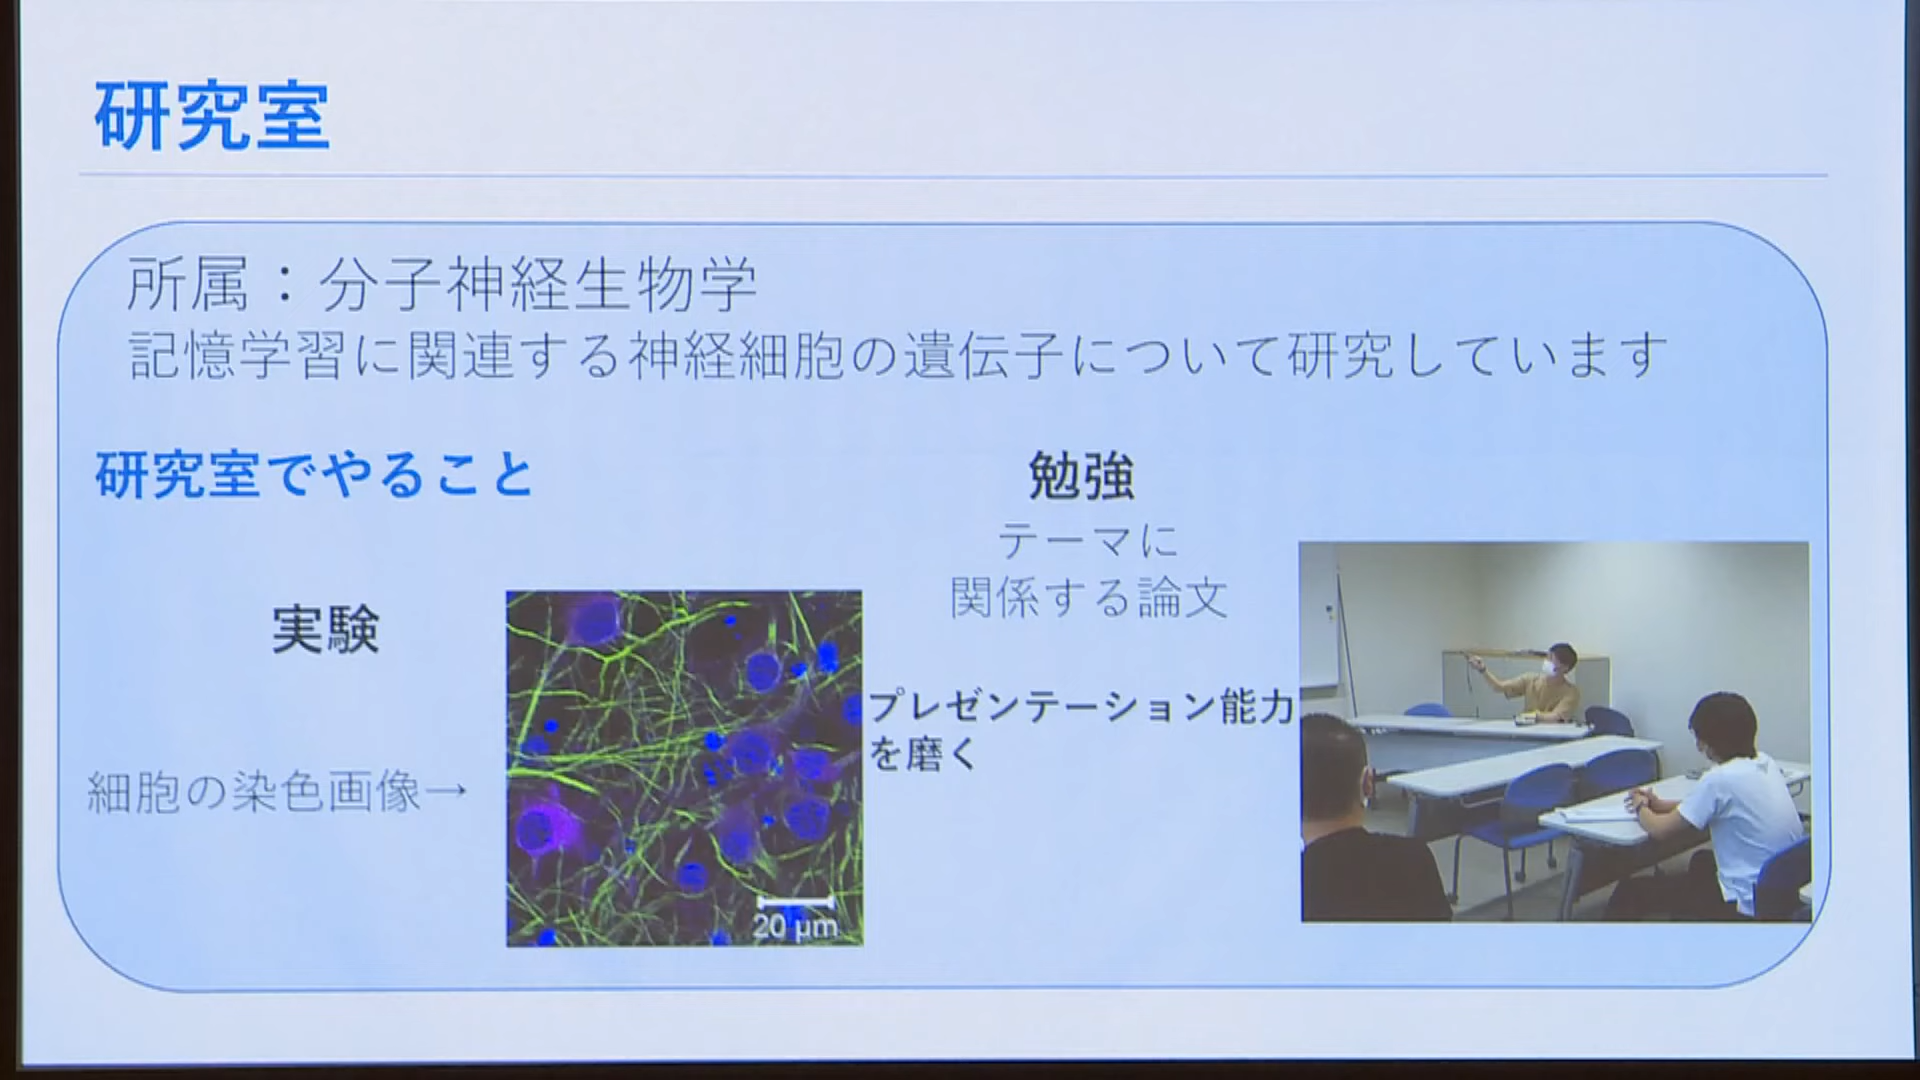 研究室
所属：分子神経生物学
記憶学習に関連する神経細胞の遺伝子について研究しています
研究室でやること
実験
細胞の染色画像→
20 µm
勉強
テーマに
関係する論文
プレゼンテーション能力
を磨く